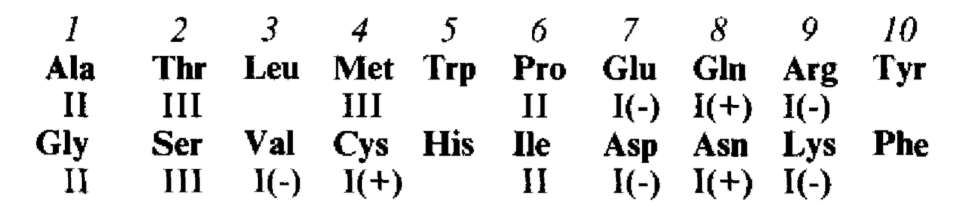 1 2 3 4 5 6 7 8 9 10
Ala Thr Leu Met Trp Pro Glu Gln Arg Tyr
II III III II I(-) I(+) I(-)
Gly Ser Val Cys His Ile Asp Asn Lys Phe
II III I(-) I(+) II I(-) I(+) I(-)